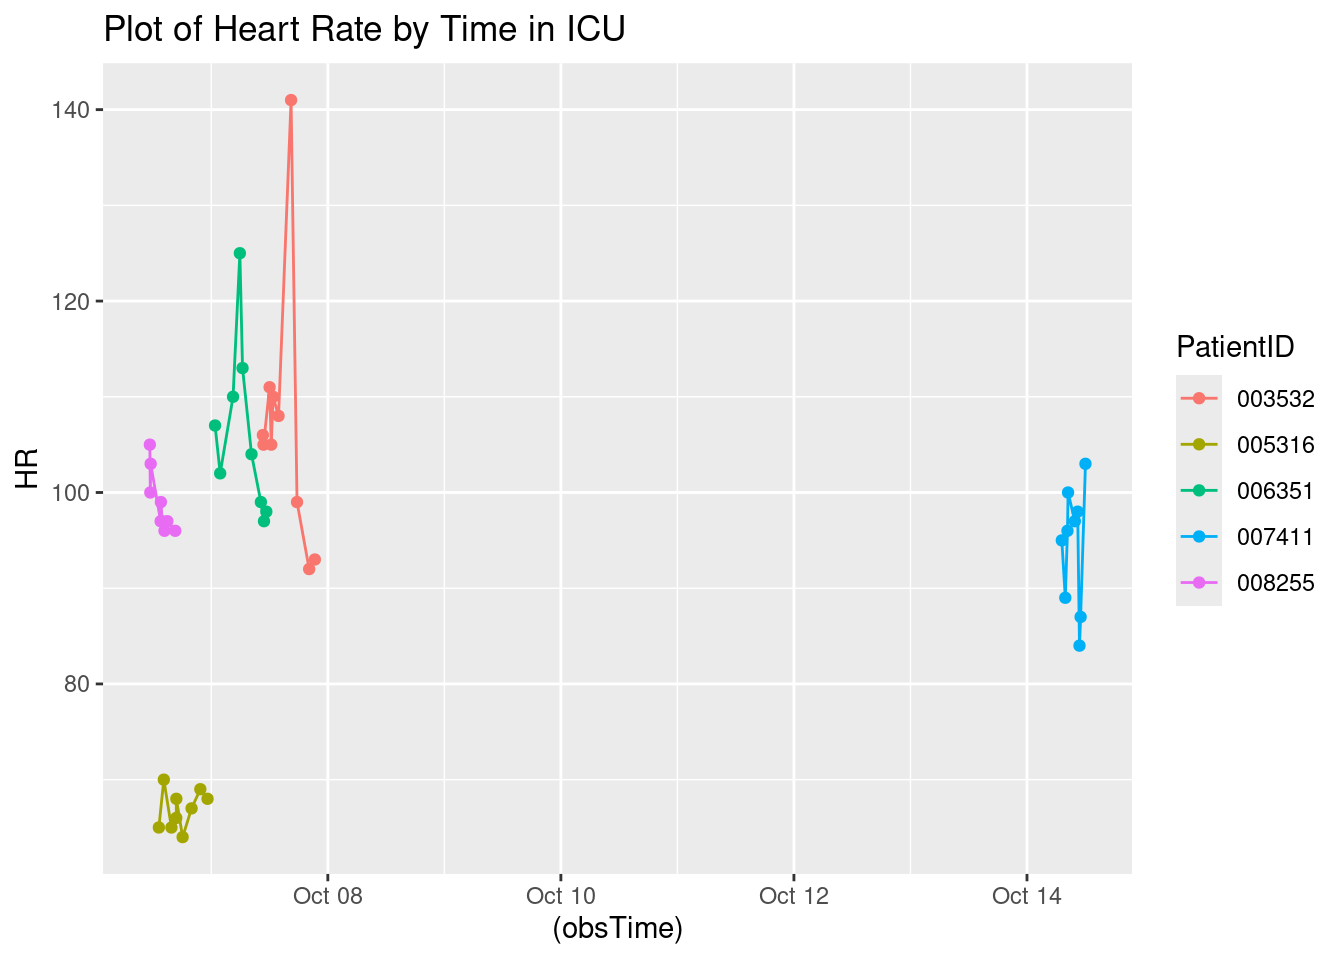 Plot of Heart Rate by Time in ICU
HR
140
120
100
80
Oct 08
Oct 10
Oct 12
Oct 14
(obsTime)
PatientID
003532
005316
006351
007411
008255